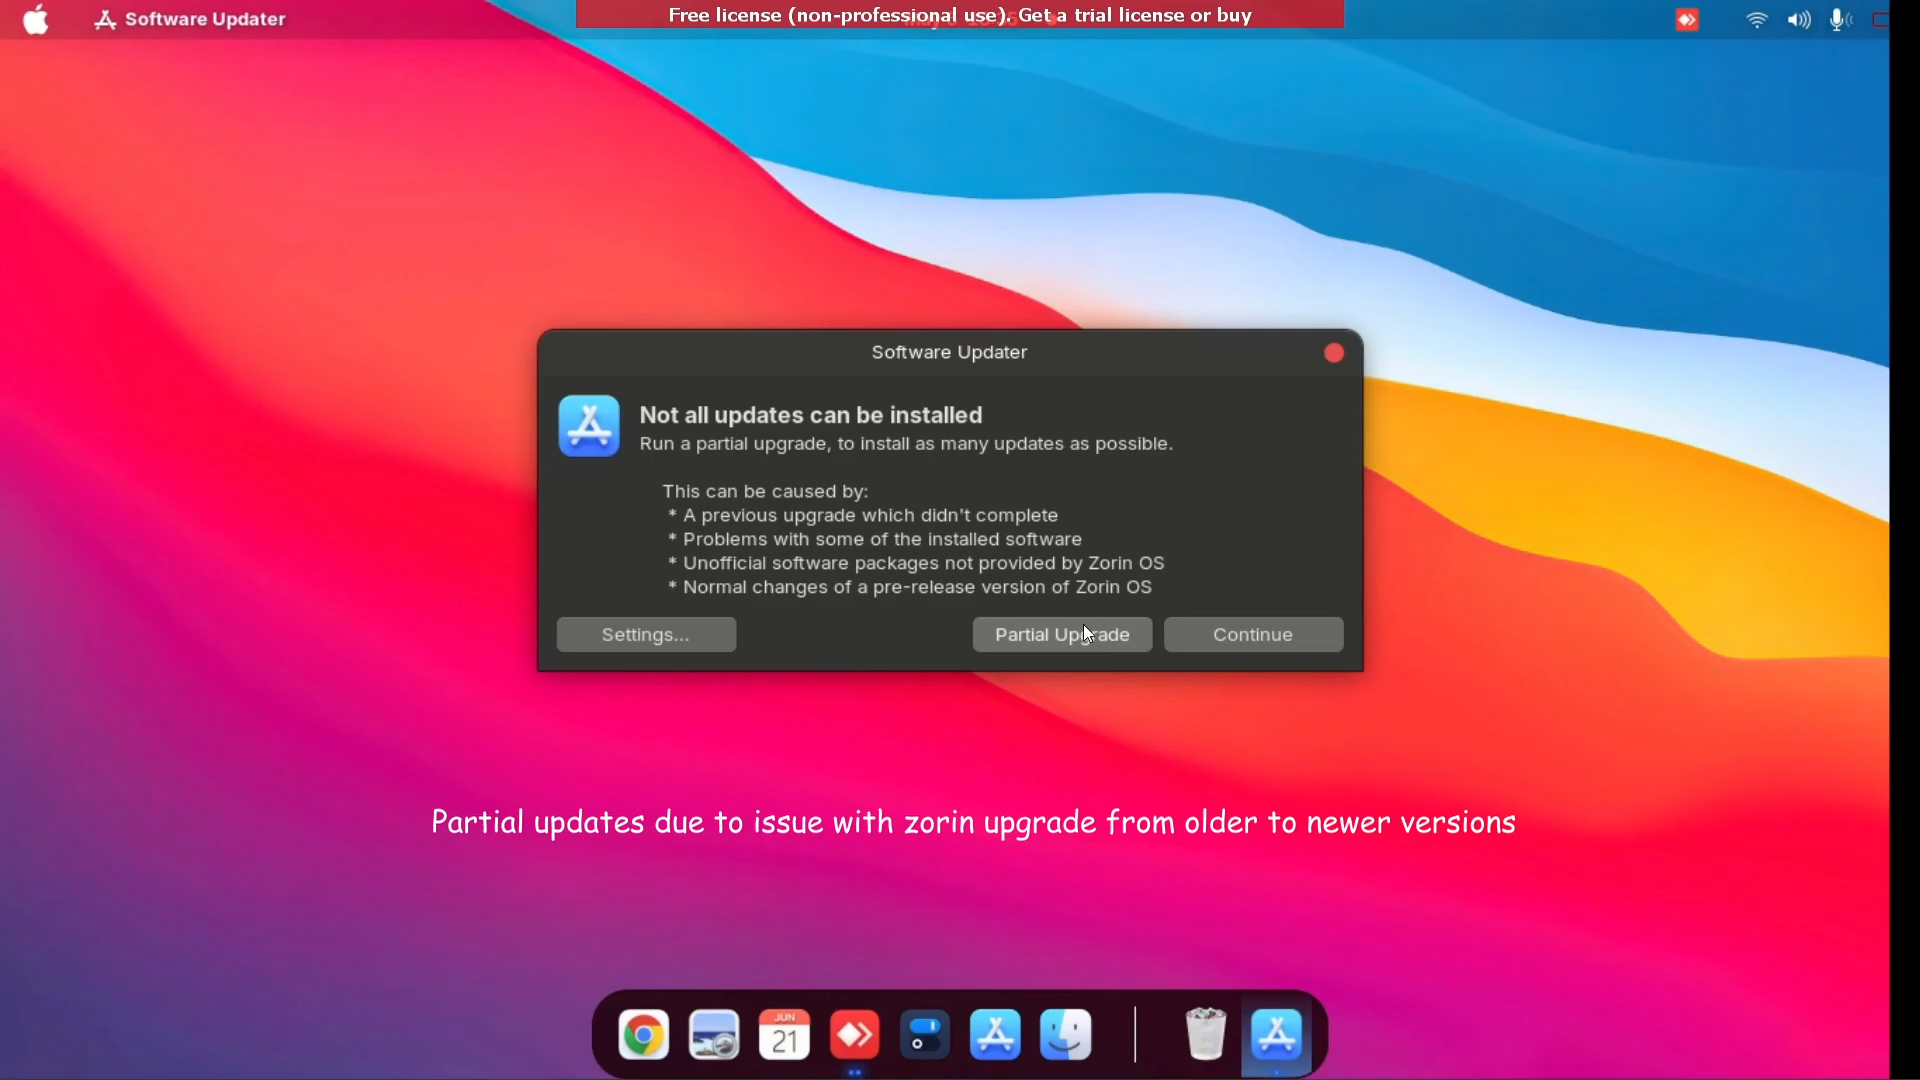 Software Updater
Free license (non-professional use). Get a trial license or buy
Software Updater
Not all updates can be installed
Run a partial upgrade, to install as many updates as possible.
This can be caused by:
* A previous upgrade which didn't complete
* Problems with some of the installed software
* Unofficial software packages not provided by Zorin OS
* Normal changes of a pre-release version of Zorin OS
Settings...
Partial Upgrade
Continue
Partial updates due to issue with zorin upgrade from older to newer versions
JUN
21